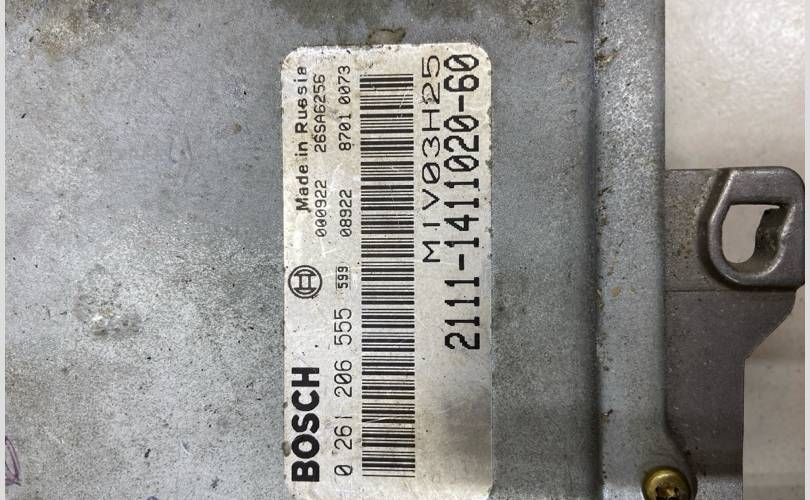 BOSCH Made in Russia
000922 26SA6256
0 261 206 555 599 08922 8701 0073
M1V03H25
2111-1411020-60